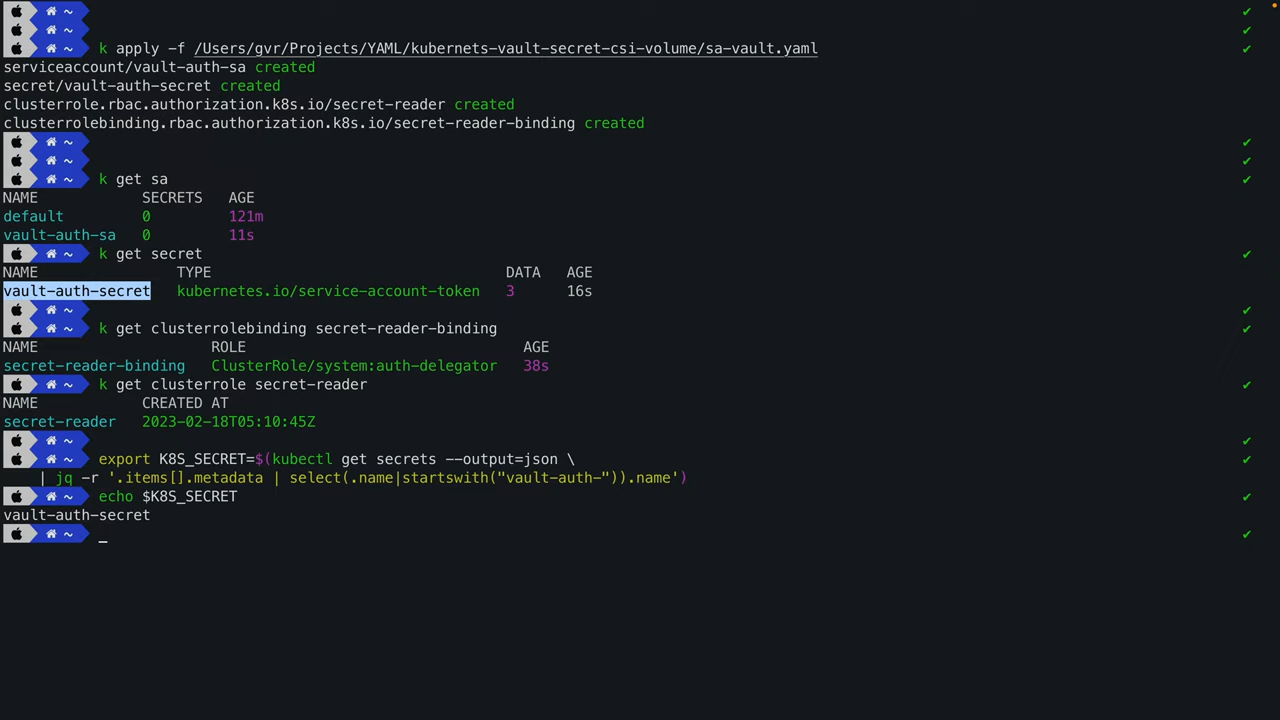 ~
~
~ k apply -f /Users/gvr/Projects/YAML/kubernets-vault-secret-csi-volume/sa-vault.yaml
serviceaccount/vault-auth-sa created
secret/vault-auth-secret created
clusterrole.rbac.authorization.k8s.io/secret-reader created
clusterrolebinding.rbac.authorization.k8s.io/secret-reader-binding created
~
~
~ k get sa
NAME SECRETS AGE
default 0 121m
vault-auth-sa 0 11s
~ k get secret
NAME TYPE DATA AGE
vault-auth-secret kubernetes.io/service-account-token 3 16s
~
~ k get clusterrolebinding secret-reader-binding
NAME ROLE AGE
secret-reader-binding ClusterRole/system:auth-delegator 38s
~ k get clusterrole secret-reader
NAME CREATED AT
secret-reader 2023-02-18T05:10:45Z
~
~ export K8S_SECRET=$(kubectl get secrets --output=json \
| jq -r '.items[].metadata | select(.name|startswith("vault-auth-")).name')
~ echo $K8S_SECRET
vault-auth-secret
~ _